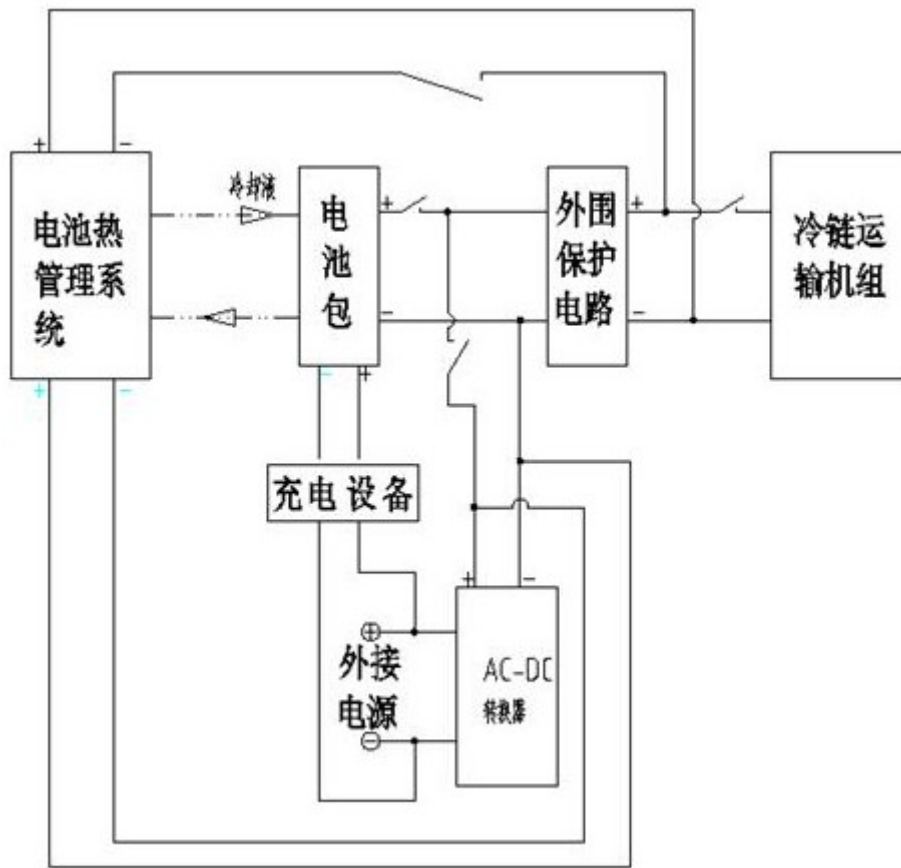 + -
电池热
管理系
统
+ -
冷却液
电
池
包
+
-
- +
外围
保护
电路
+
-
冷链运
输机组
充电设备
+ -
外接
电源
+
-
AC-DC
转换器